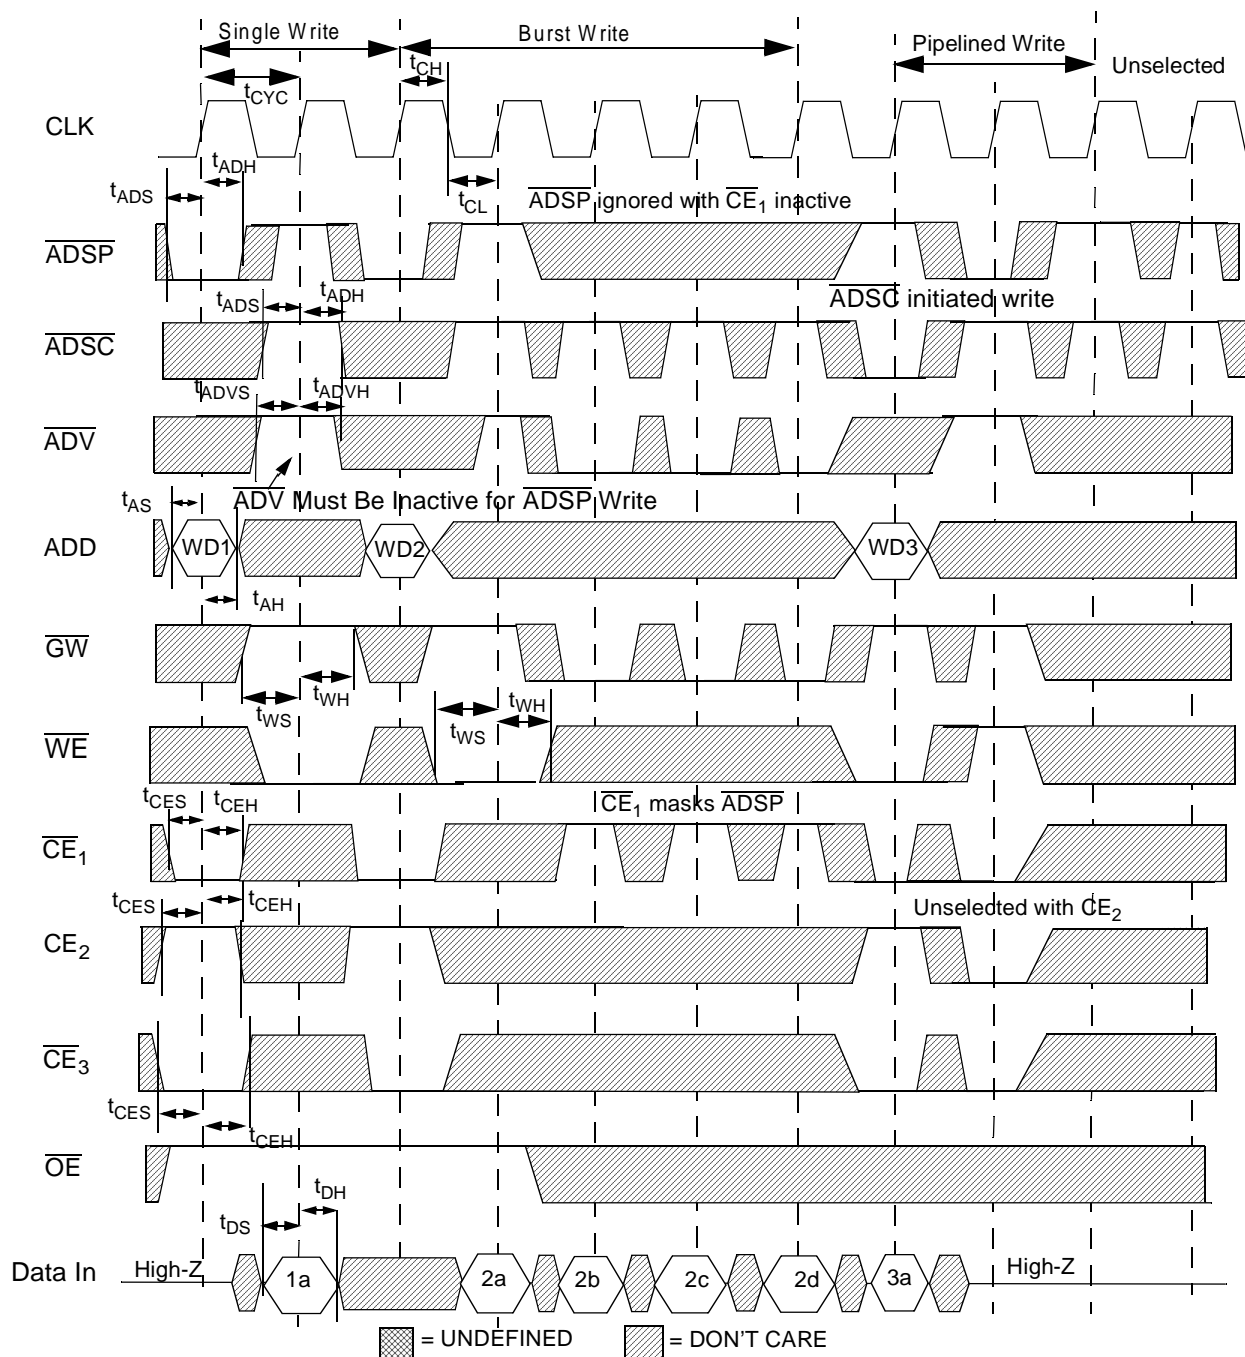 Single Write
Burst Write
Pipelined Write
Unselected
tCYC
tCH
CLK
tADH
tADS
tCL
ADSP ignored with CE1 inactive
ADSP
tADS
tADH
ADSC initiated write
ADSC
tADVS
tADVH
ADV
tAS
ADV Must Be Inactive for ADSP Write
ADD
WD1
WD2
WD3
tAH
GW
tWS
tWH
tWS
tWH
WE
tCES
tCEH
CE1 masks ADSP
CE1
tCES
tCEH
Unselected with CE2
CE2
CE3
tCES
tCEH
OE
tDH
tDS
Data In
High-Z
1a
2a
2b
2c
2d
3a
High-Z
= UNDEFINED
= DON'T CARE